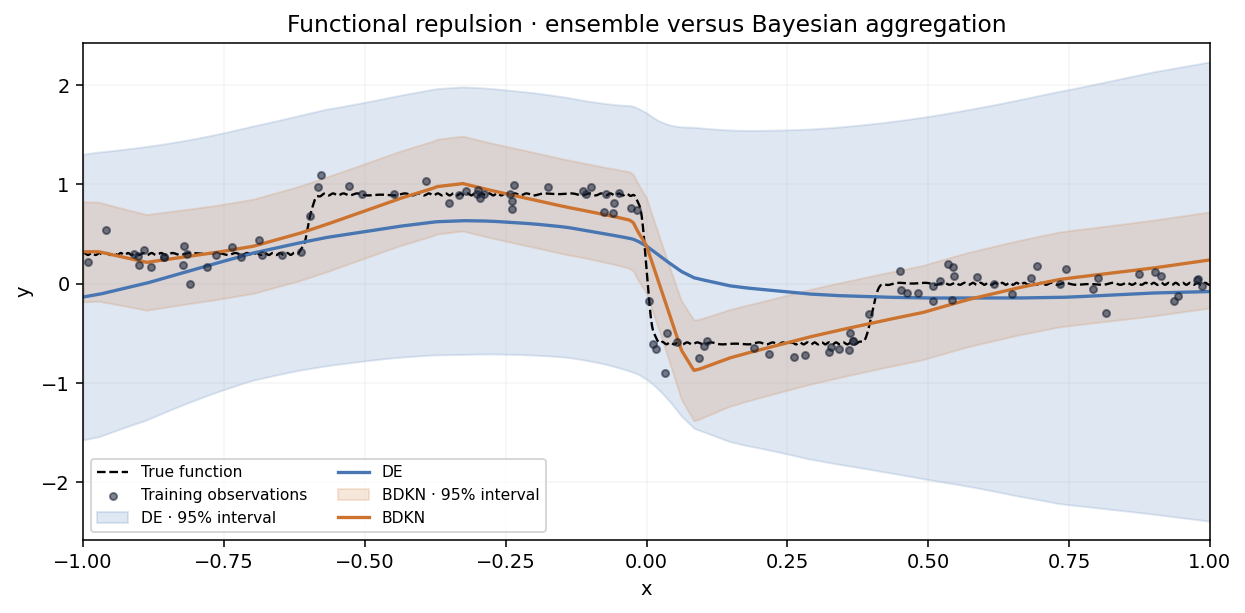 Functional repulsion · ensemble versus Bayesian aggregation
y
2
1
0
−1
−2
True function
Training observations
DE · 95% interval
DE
BDKN · 95% interval
BDKN
−1.00 −0.75 −0.50 −0.25 0.00 0.25 0.50 0.75 1.00
x